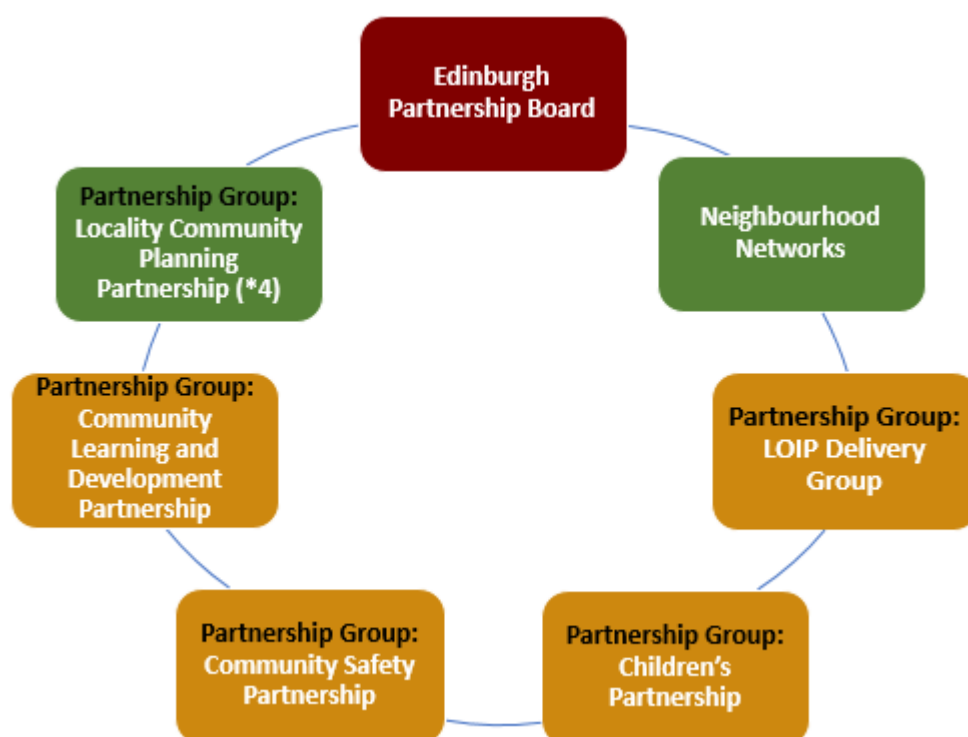 Edinburgh
Partnership Board
Neighbourhood
Networks
Partnership Group:
LOIP Delivery
Group
Partnership Group:
Children’s
Partnership
Partnership Group:
Community Safety
Partnership
Partnership Group:
Community
Learning and
Development
Partnership
Partnership Group:
Locality Community
Planning
Partnership (*4)